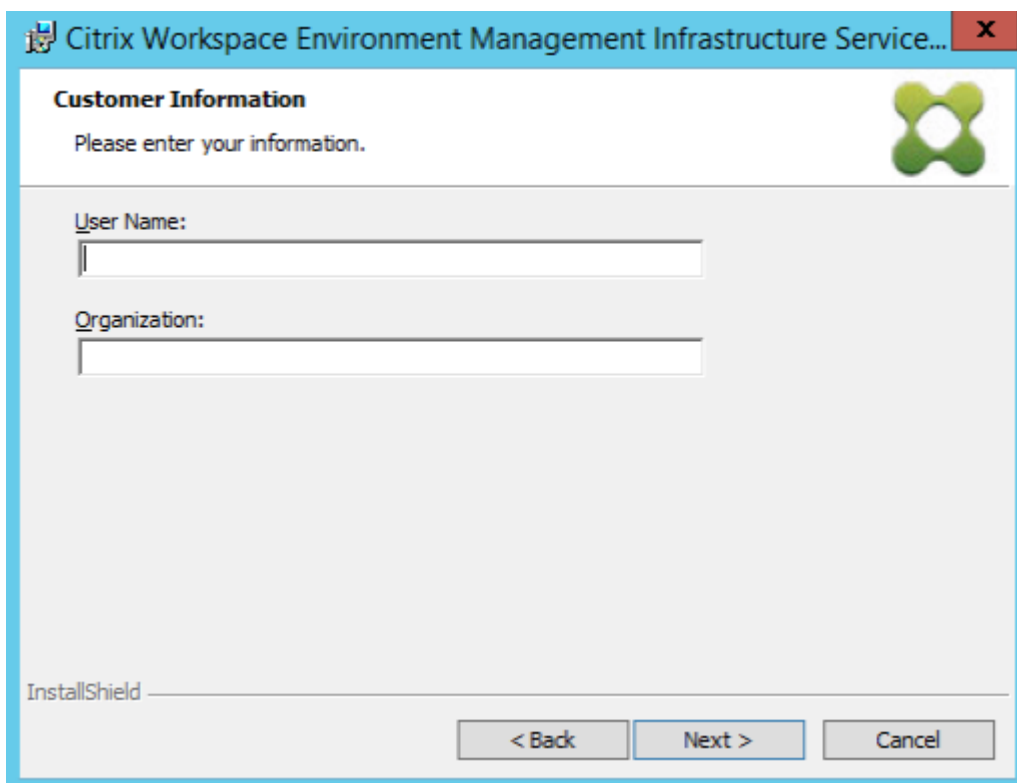 Citrix Workspace Environment Management Infrastructure Service...
x
Customer Information
Please enter your information.
User Name:
Organization:
InstallShield
< Back Next > Cancel